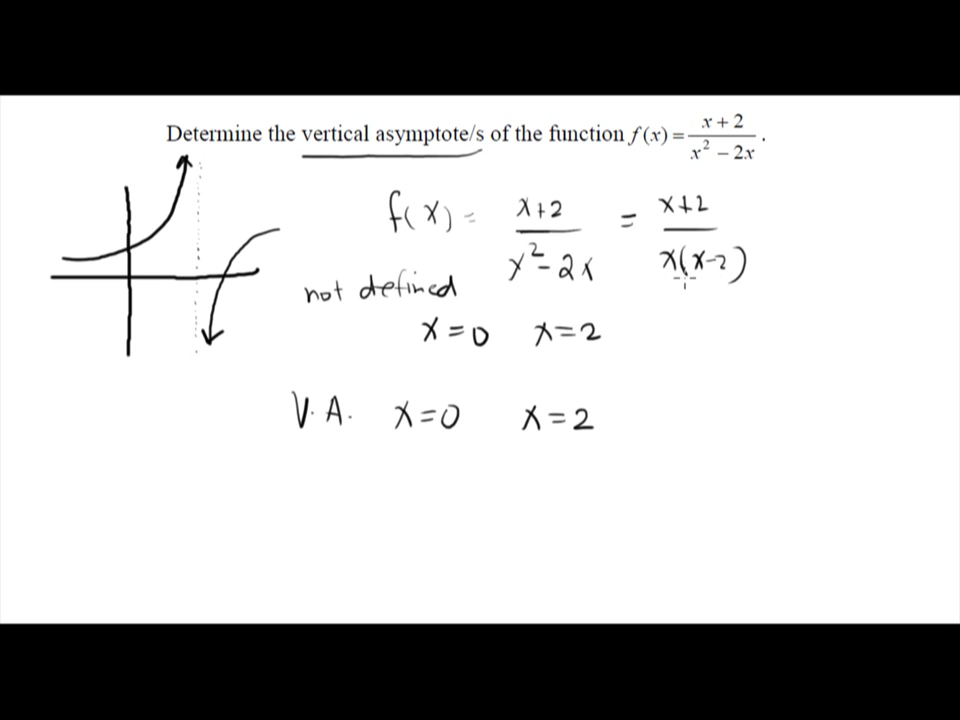 Determine the vertical asymptote/s of the function f(x) = (x + 2)/(x² − 2x) .
f(x) = (x+2)/(x² − 2x) = (x+2)/(x(x−2))
not defined
x=0 x=2
V.A. x=0 x=2